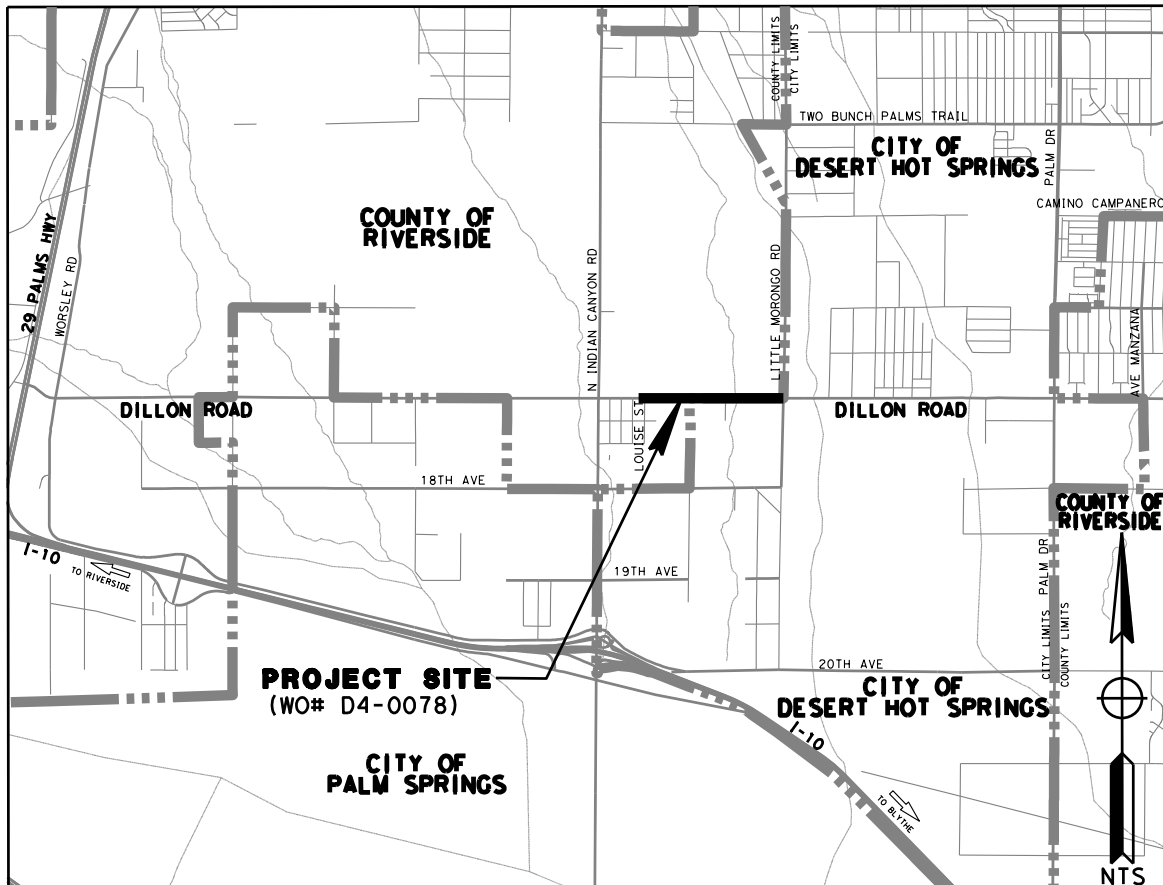 COUNTY LIMITS
CITY LIMITS
TWO BUNCH PALMS TRAIL
CITY OF
DESERT HOT SPRINGS
PALM DR
CAMINO CAMPANERO
COUNTY OF
RIVERSIDE
29 PALMS HWY
WORSLEY RD
N INDIAN CANYON RD
LITTLE MORONGO RD
AVE MANZANA
DILLON ROAD
LOUISE ST
DILLON ROAD
18TH AVE
COUNTY OF
RIVERSIDE
I-10
TO RIVERSIDE
19TH AVE
PALM DR
CITY LIMITS
COUNTY LIMITS
20TH AVE
PROJECT SITE
(WO# D4-0078)
CITY OF
DESERT HOT SPRINGS
I-10
CITY OF
PALM SPRINGS
TO BLYTHE
NTS